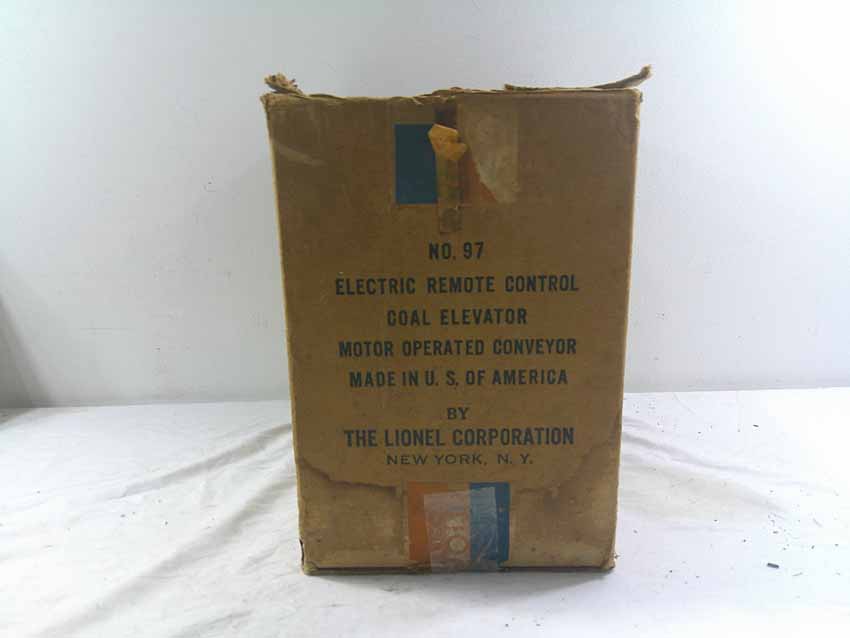 NO. 97
ELECTRIC REMOTE CONTROL
COAL ELEVATOR
MOTOR OPERATED CONVEYOR
MADE IN U. S. OF AMERICA
BY
THE LIONEL CORPORATION
NEW YORK, N. Y.